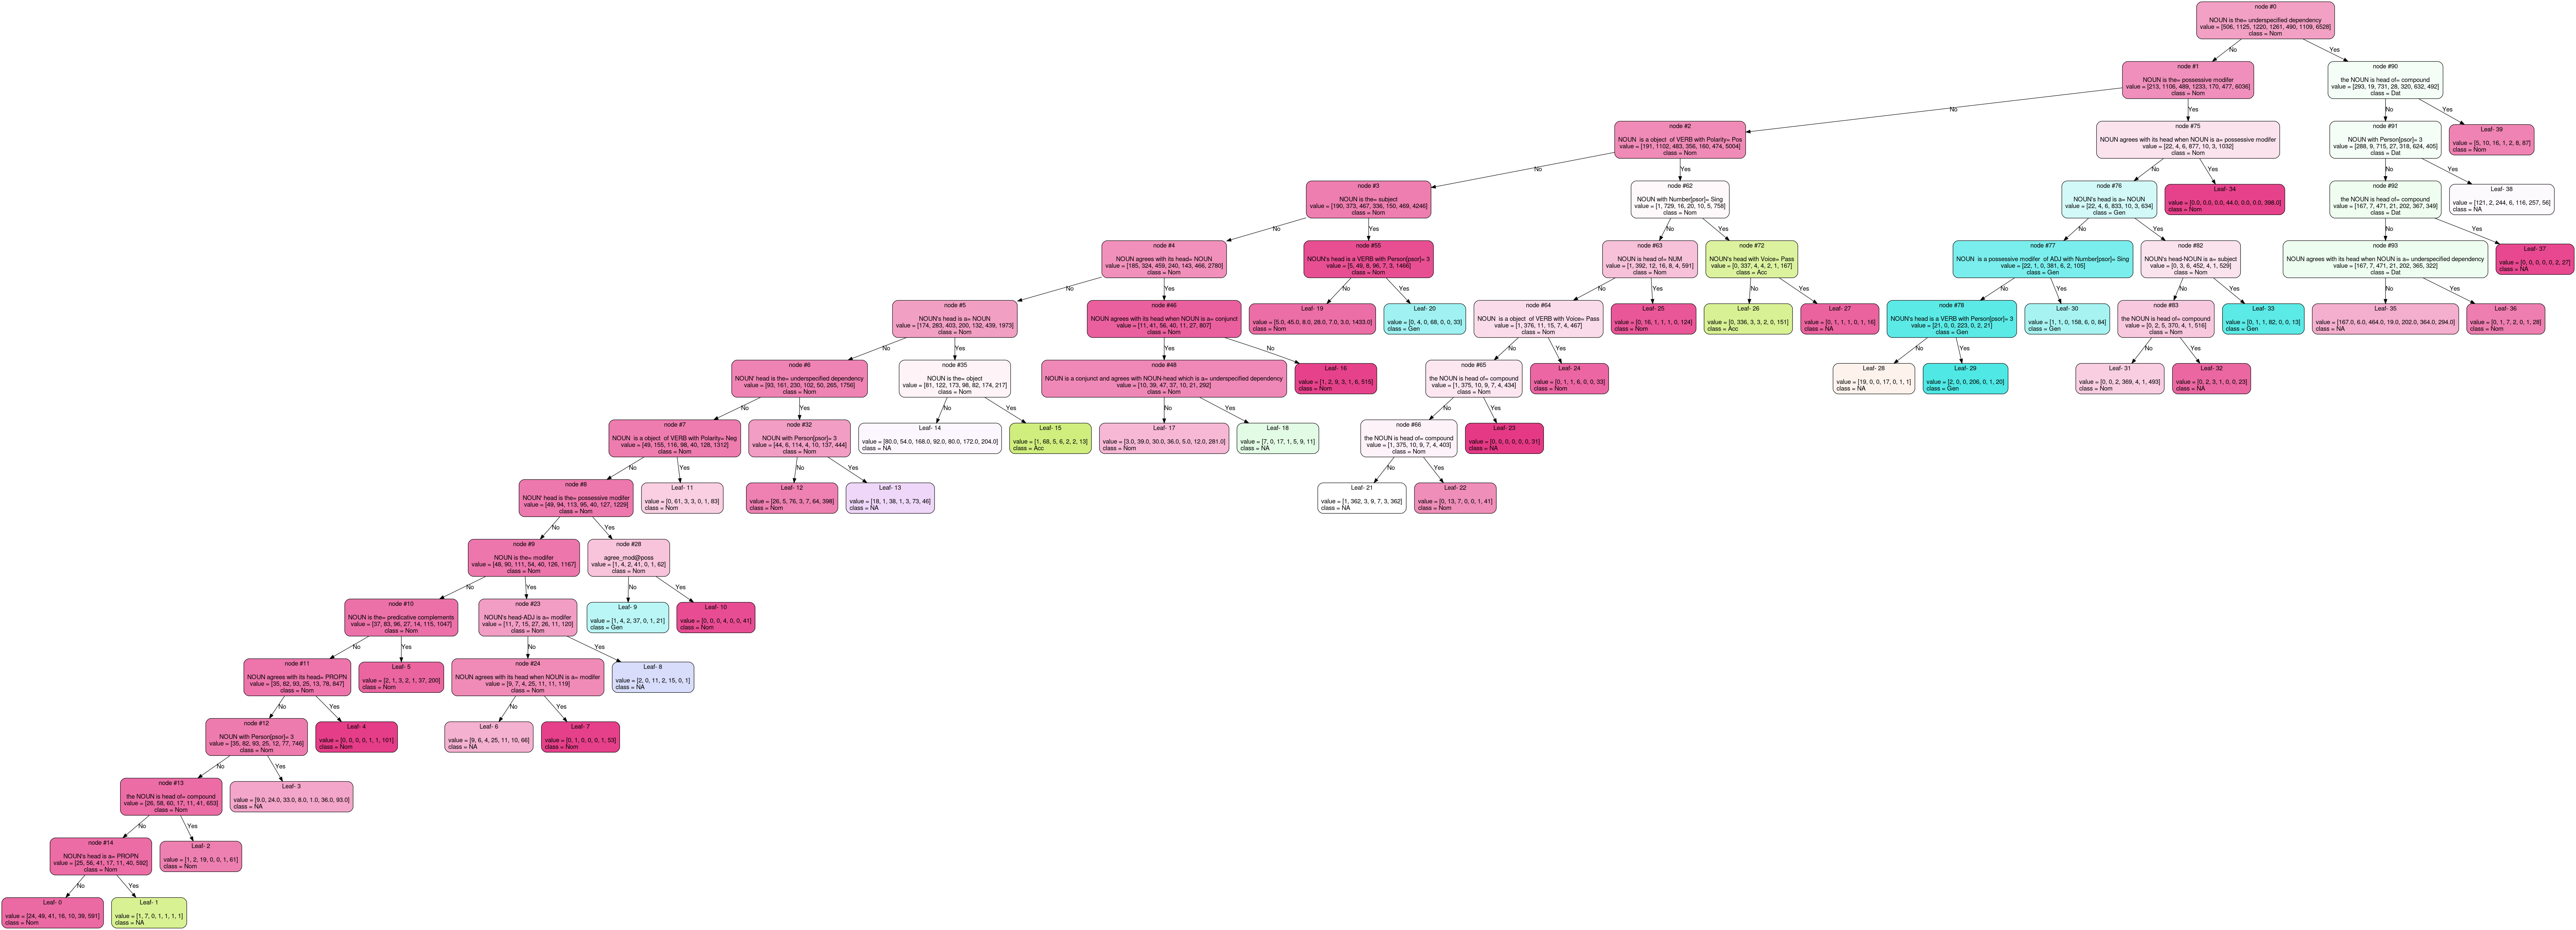 node #0
NOUN is the= underspecified dependency
value = [506, 1125, 1220, 1261, 490, 1109, 6528]
class = Nom
No
Yes
node #1
NOUN is the= possessive modifer
value = [213, 1106, 489, 1233, 170, 477, 6036]
class = Nom
node #90
the NOUN is head of= compound
value = [293, 19, 731, 28, 320, 632, 492]
class = Dat
No
Yes
No
Yes
node #2
NOUN  is a object  of VERB with Polarity= Pos
value = [191, 1102, 483, 356, 160, 474, 5004]
class = Nom
node #75
NOUN agrees with its head when NOUN is a= possessive modifer
value = [22, 4, 6, 877, 10, 3, 1032]
class = Nom
node #91
NOUN with Person[psor]= 3
value = [288, 9, 715, 27, 318, 624, 405]
class = Dat
Leaf- 39
value = [5, 10, 16, 1, 2, 8, 87]
class = Nom
No
Yes
No
Yes
No
Yes
node #3
NOUN is the= subject
value = [190, 373, 467, 336, 150, 469, 4246]
class = Nom
node #62
NOUN with Number[psor]= Sing
value = [1, 729, 16, 20, 10, 5, 758]
class = Nom
node #76
NOUN's head is a= NOUN
value = [22, 4, 6, 833, 10, 3, 634]
class = Gen
Leaf- 34
value = [0.0, 0.0, 0.0, 44.0, 0.0, 0.0, 398.0]
class = Nom
node #92
the NOUN is head of= compound
value = [167, 7, 471, 21, 202, 367, 349]
class = Dat
Leaf- 38
value = [121, 2, 244, 6, 116, 257, 56]
class = NA
No
Yes
No
Yes
No
Yes
No
Yes
node #4
NOUN agrees with its head= NOUN
value = [185, 324, 459, 240, 143, 466, 2780]
class = Nom
node #55
NOUN's head is a VERB with Person[psor]= 3
value = [5, 49, 8, 96, 7, 3, 1466]
class = Nom
node #63
NOUN is head of= NUM
value = [1, 392, 12, 16, 8, 4, 591]
class = Nom
node #72
NOUN's head with Voice= Pass
value = [0, 337, 4, 4, 2, 1, 167]
class = Acc
node #77
NOUN  is a possessive modifer  of ADJ with Number[psor]= Sing
value = [22, 1, 0, 381, 6, 2, 105]
class = Gen
node #82
NOUN's head-NOUN is a= subject
value = [0, 3, 6, 452, 4, 1, 529]
class = Nom
node #93
NOUN agrees with its head when NOUN is a= underspecified dependency
value = [167, 7, 471, 21, 202, 365, 322]
class = Dat
Leaf- 37
value = [0, 0, 0, 0, 0, 2, 27]
class = NA
No
Yes
No
Yes
No
Yes
No
Yes
No
Yes
No
Yes
No
Yes
node #5
NOUN's head is a= NOUN
value = [174, 283, 403, 200, 132, 439, 1973]
class = Nom
node #46
NOUN agrees with its head when NOUN is a= conjunct
value = [11, 41, 56, 40, 11, 27, 807]
class = Nom
Leaf- 19
value = [5.0, 45.0, 8.0, 28.0, 7.0, 3.0, 1433.0]
class = Nom
Leaf- 20
value = [0, 4, 0, 68, 0, 0, 33]
class = Gen
node #64
NOUN  is a object  of VERB with Voice= Pass
value = [1, 376, 11, 15, 7, 4, 467]
class = Nom
Leaf- 25
value = [0, 16, 1, 1, 1, 0, 124]
class = Nom
Leaf- 26
value = [0, 336, 3, 3, 2, 0, 151]
class = Acc
Leaf- 27
value = [0, 1, 1, 1, 0, 1, 16]
class = NA
node #78
NOUN's head is a VERB with Person[psor]= 3
value = [21, 0, 0, 223, 0, 2, 21]
class = Gen
Leaf- 30
value = [1, 1, 0, 158, 6, 0, 84]
class = Gen
node #83
the NOUN is head of= compound
value = [0, 2, 5, 370, 4, 1, 516]
class = Nom
Leaf- 33
value = [0, 1, 1, 82, 0, 0, 13]
class = Gen
Leaf- 35
value = [167.0, 6.0, 464.0, 19.0, 202.0, 364.0, 294.0]
class = NA
Leaf- 36
value = [0, 1, 7, 2, 0, 1, 28]
class = Nom
No
Yes
Yes
No
No
Yes
No
Yes
No
Yes
node #6
NOUN' head is the= underspecified dependency
value = [93, 161, 230, 102, 50, 265, 1756]
class = Nom
node #35
NOUN is the= object
value = [81, 122, 173, 98, 82, 174, 217]
class = Nom
node #48
NOUN is a conjunct and agrees with NOUN-head which is a= underspecified dependency
value = [10, 39, 47, 37, 10, 21, 292]
class = Nom
Leaf- 16
value = [1, 2, 9, 3, 1, 6, 515]
class = Nom
node #65
the NOUN is head of= compound
value = [1, 375, 10, 9, 7, 4, 434]
class = Nom
Leaf- 24
value = [0, 1, 1, 6, 0, 0, 33]
class = Nom
Leaf- 28
value = [19, 0, 0, 17, 0, 1, 1]
class = NA
Leaf- 29
value = [2, 0, 0, 206, 0, 1, 20]
class = Gen
Leaf- 31
value = [0, 0, 2, 369, 4, 1, 493]
class = Nom
Leaf- 32
value = [0, 2, 3, 1, 0, 0, 23]
class = NA
No
Yes
No
Yes
No
Yes
No
Yes
node #7
NOUN  is a object  of VERB with Polarity= Neg
value = [49, 155, 116, 98, 40, 128, 1312]
class = Nom
node #32
NOUN with Person[psor]= 3
value = [44, 6, 114, 4, 10, 137, 444]
class = Nom
Leaf- 14
value = [80.0, 54.0, 168.0, 92.0, 80.0, 172.0, 204.0]
class = NA
Leaf- 15
value = [1, 68, 5, 6, 2, 2, 13]
class = Acc
Leaf- 17
value = [3.0, 39.0, 30.0, 36.0, 5.0, 12.0, 281.0]
class = Nom
Leaf- 18
value = [7, 0, 17, 1, 5, 9, 11]
class = NA
node #66
the NOUN is head of= compound
value = [1, 375, 10, 9, 7, 4, 403]
class = Nom
Leaf- 23
value = [0, 0, 0, 0, 0, 0, 31]
class = NA
No
Yes
No
Yes
No
Yes
node #8
NOUN' head is the= possessive modifer
value = [49, 94, 113, 95, 40, 127, 1229]
class = Nom
Leaf- 11
value = [0, 61, 3, 3, 0, 1, 83]
class = Nom
Leaf- 12
value = [26, 5, 76, 3, 7, 64, 398]
class = Nom
Leaf- 13
value = [18, 1, 38, 1, 3, 73, 46]
class = NA
Leaf- 21
value = [1, 362, 3, 9, 7, 3, 362]
class = NA
Leaf- 22
value = [0, 13, 7, 0, 0, 1, 41]
class = Nom
No
Yes
node #9
NOUN is the= modifer
value = [48, 90, 111, 54, 40, 126, 1167]
class = Nom
node #28
agree_mod@poss
value = [1, 4, 2, 41, 0, 1, 62]
class = Nom
No
Yes
No
Yes
node #10
NOUN is the= predicative complements
value = [37, 83, 96, 27, 14, 115, 1047]
class = Nom
node #23
NOUN's head-ADJ is a= modifer
value = [11, 7, 15, 27, 26, 11, 120]
class = Nom
Leaf- 9
value = [1, 4, 2, 37, 0, 1, 21]
class = Gen
Leaf- 10
value = [0, 0, 0, 4, 0, 0, 41]
class = Nom
No
Yes
No
Yes
node #11
NOUN agrees with its head= PROPN
value = [35, 82, 93, 25, 13, 78, 847]
class = Nom
Leaf- 5
value = [2, 1, 3, 2, 1, 37, 200]
class = Nom
node #24
NOUN agrees with its head when NOUN is a= modifer
value = [9, 7, 4, 25, 11, 11, 119]
class = Nom
Leaf- 8
value = [2, 0, 11, 2, 15, 0, 1]
class = NA
No
Yes
No
Yes
node #12
NOUN with Person[psor]= 3
value = [35, 82, 93, 25, 12, 77, 746]
class = Nom
Leaf- 4
value = [0, 0, 0, 0, 1, 1, 101]
class = Nom
Leaf- 6
value = [9, 6, 4, 25, 11, 10, 66]
class = NA
Leaf- 7
value = [0, 1, 0, 0, 0, 1, 53]
class = Nom
No
Yes
node #13
the NOUN is head of= compound
value = [26, 58, 60, 17, 11, 41, 653]
class = Nom
Leaf- 3
value = [9.0, 24.0, 33.0, 8.0, 1.0, 36.0, 93.0]
class = NA
No
Yes
node #14
NOUN's head is a= PROPN
value = [25, 56, 41, 17, 11, 40, 592]
class = Nom
Leaf- 2
value = [1, 2, 19, 0, 0, 1, 61]
class = Nom
No
Yes
Leaf- 0
value = [24, 49, 41, 16, 10, 39, 591]
class = Nom
Leaf- 1
value = [1, 7, 0, 1, 1, 1, 1]
class = NA